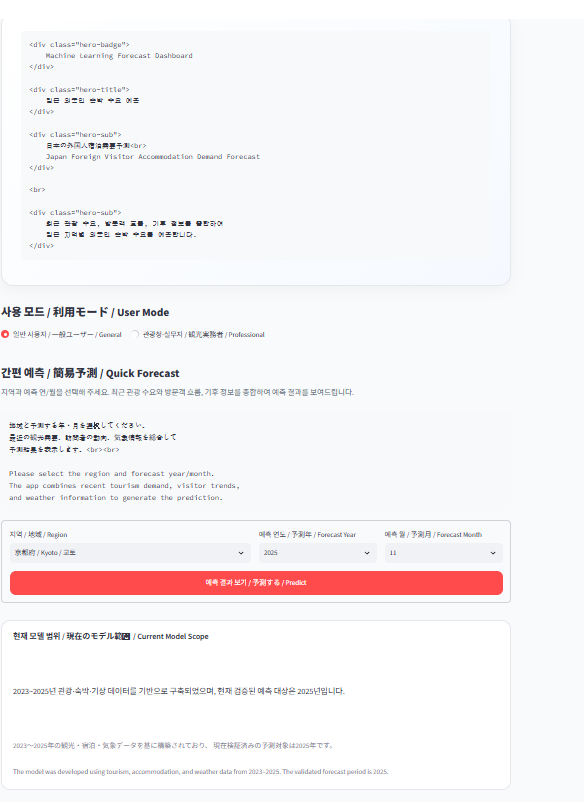 <div class="hero-badge">
Machine Learning Forecast Dashboard
</div>
<div class="hero-title">
일본 외국인 숙박 수요 예측
</div>
<div class="hero-sub">
日本の外国人宿泊需要予測<br>
Japan Foreign Visitor Accommodation Demand Forecast
</div>
<br>
<div class="hero-sub">
최근 관광 수요, 방문객 흐름, 기후 정보를 종합하여
일본 지역별 외국인 숙박 수요를 예측합니다.
</div>
사용 모드 / 利用モード / User Mode
일반 사용자 / 一般ユーザー / General 관광청·실무자 / 観光実務者 / Professional
간편 예측 / 簡易予測 / Quick Forecast
지역과 예측 연/월을 선택해 주세요. 최근 관광 수요와 방문객 흐름, 기후 정보를 종합하여 예측 결과를 보여드립니다.
地域と予測する年・月を選択してください。
最近の観光需要、訪問者の動向、気象情報を総合して
予測結果を表示します。<br><br>
Please select the region and forecast year/month.
The app combines recent tourism demand, visitor trends,
and weather information to generate the prediction.
지역 / 地域 / Region 예측 연도 / 予測年 / Forecast Year 예측 월 / 予測月 / Forecast Month
京都府 / Kyoto / 교토 2025 11
예측 결과 보기 / 予測する / Predict
현재 모델 범위 / 現在のモデル範囲 / Current Model Scope
2023~2025년 관광·숙박·기상 데이터를 기반으로 구축되었으며, 현재 검증된 예측 대상은 2025년입니다.
2023～2025年の観光・宿泊・気象データを基に構築されており、 現在検証済みの予測対象は2025年です。
The model was developed using tourism, accommodation, and weather data from 2023–2025. The validated forecast period is 2025.